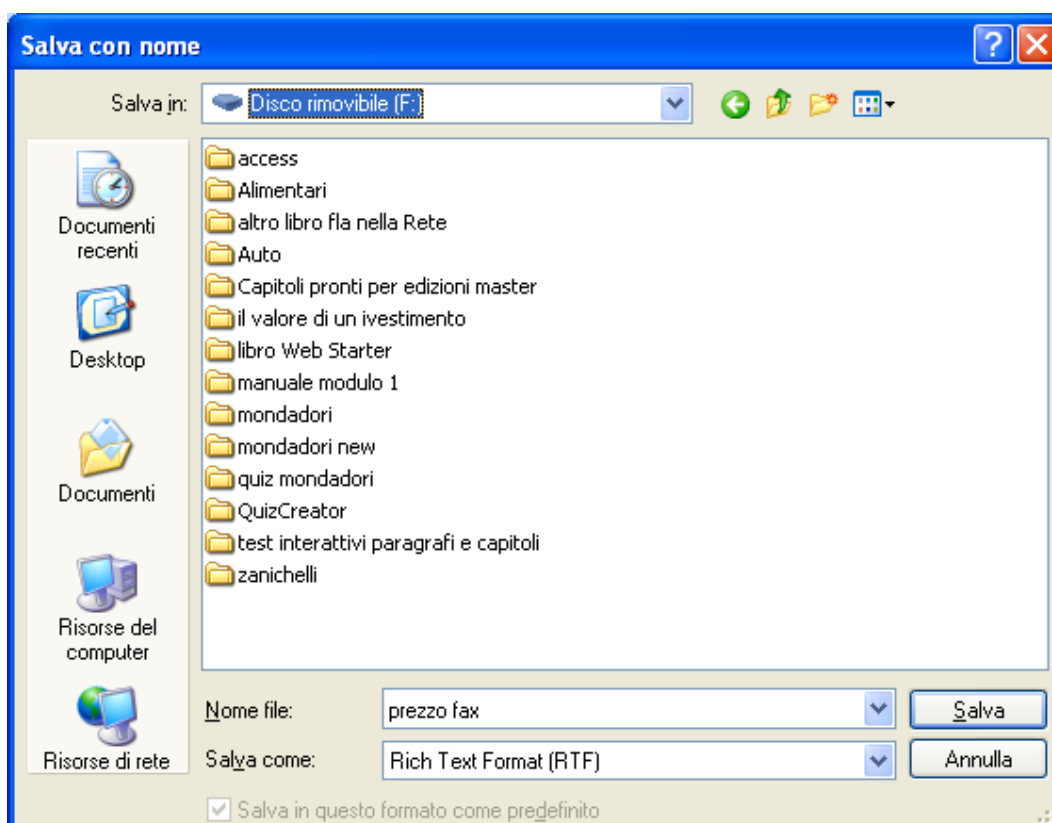 Salva con nome
Salva in:
Disco rimovibile (F:)
Documenti
recenti
Desktop
Documenti
Risorse del
computer
Risorse di rete
access
Alimentari
altro libro fla nella Rete
Auto
Capitoli pronti per edizioni master
il valore di un ivestimento
libro Web Starter
manuale modulo 1
mondadori
mondadori new
quiz mondadori
QuizCreator
test interattivi paragrafi e capitoli
zanichelli
Nome file:
prezzo fax
Salva
Salva come:
Rich Text Format (RTF)
Annulla
Salva in questo formato come predefinito